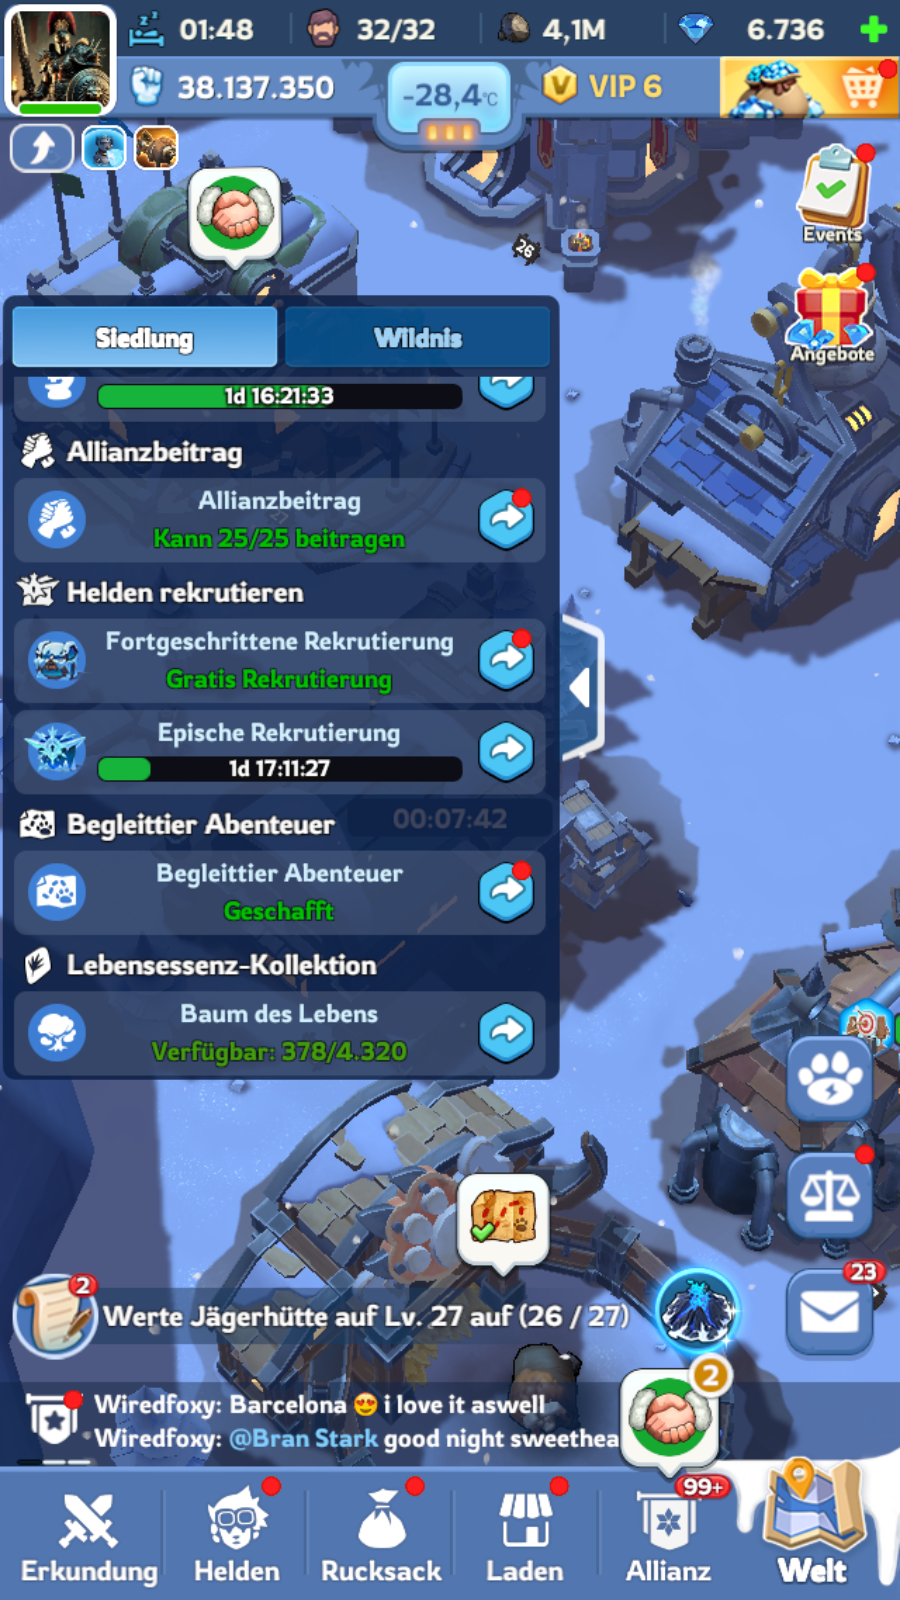 01:48
32/32
4,1M
6.736
38.137.350
-28,4°C
VIP 6
Events
26
Angebote
Siedlung
Wildnis
1d 16:21:33
Allianzbeitrag
Allianzbeitrag
Kann 25/25 beitragen
Helden rekrutieren
Fortgeschrittene Rekrutierung
Gratis Rekrutierung
Epische Rekrutierung
1d 17:11:27
Begleittier Abenteuer
00:07:42
Begleittier Abenteuer
Geschafft
Lebensessenz-Kollektion
Baum des Lebens
Verfügbar: 378/4.320
2
Werte Jägerhütte auf Lv. 27 auf (26 / 27)
23
2
Wiredfoxy: Barcelona 😍 i love it aswell
Wiredfoxy: @Bran Stark good night sweethea
99+
Erkundung
Helden
Rucksack
Laden
Allianz
Welt